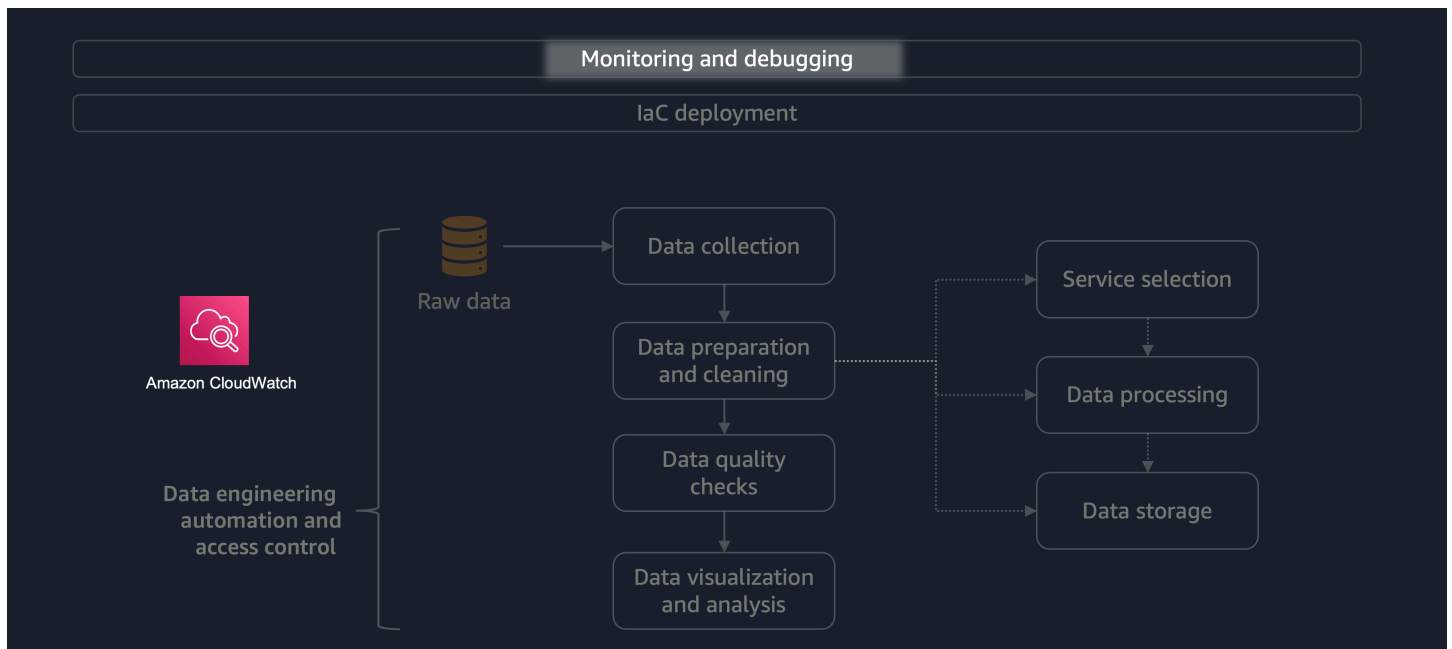 Monitoring and debugging
IaC deployment
Raw data
Data collection
Data preparation
and cleaning
Data quality
checks
Data visualization
and analysis
Service selection
Data processing
Data storage
Amazon CloudWatch
Data engineering
automation and
access control